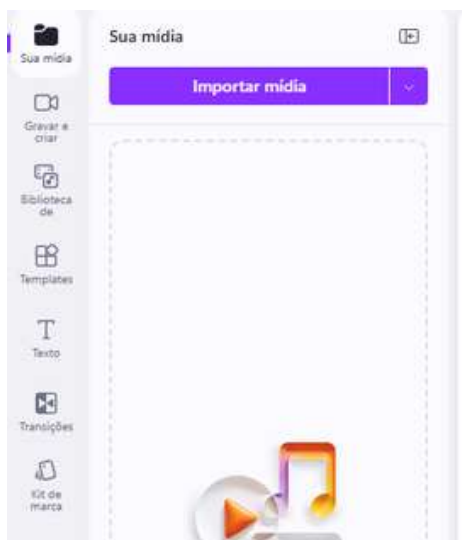 Sua mídia
Importar mídia
Sua mídia
Gravar e
criar
Biblioteca
de
Templates
T
Texto
Transições
Kit de
marca